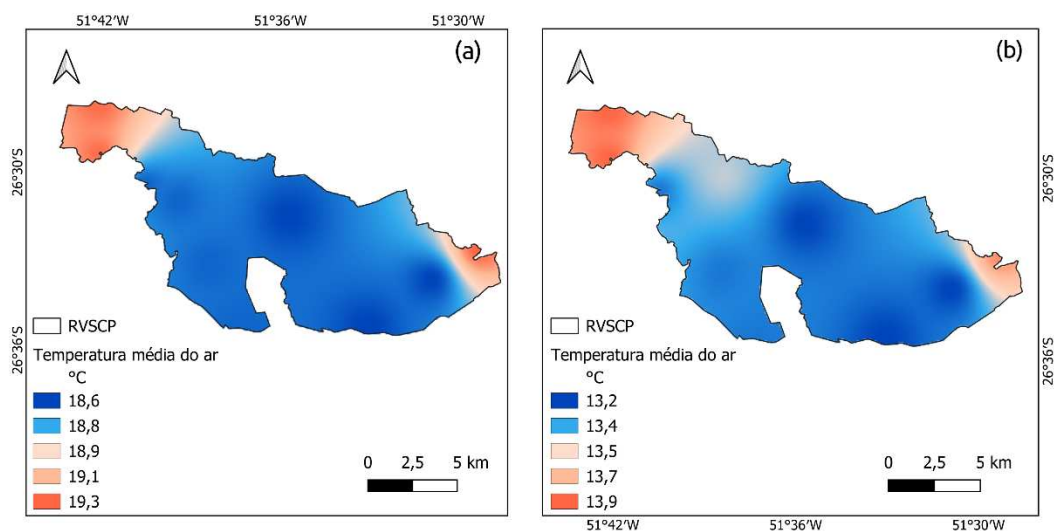 51°42'W 51°36'W 51°30'W
(a)
26°30'S
26°36'S
RVSCP
Temperatura média do ar
°C
18,6
18,8
18,9
19,1
19,3
0 2,5 5 km
(b)
26°30'S
26°36'S
RVSCP
Temperatura média do ar
°C
13,2
13,4
13,5
13,7
13,9
0 2,5 5 km
51°42'W 51°36'W 51°30'W